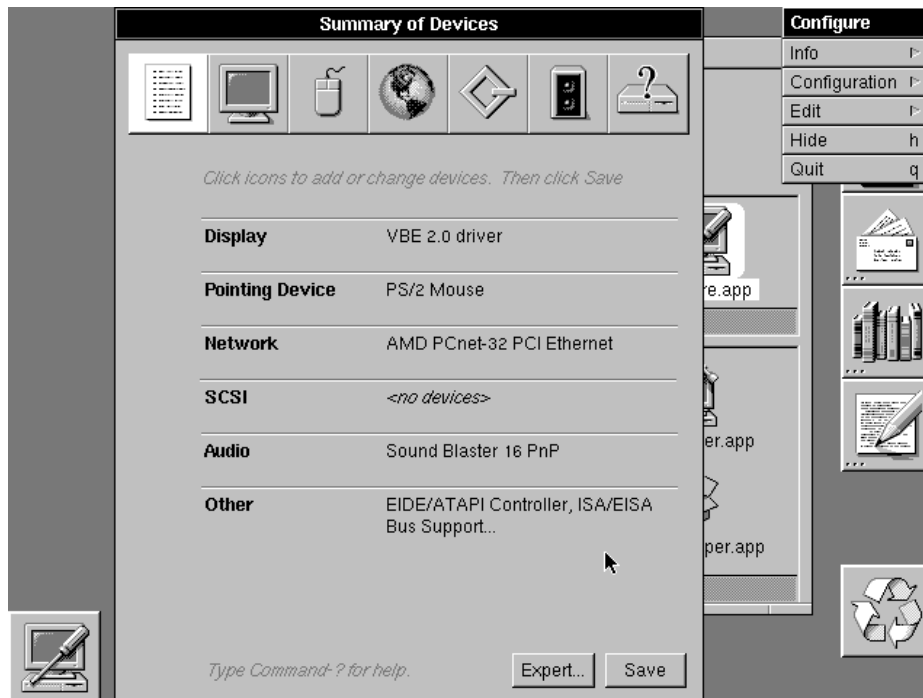 Summary of Devices
Click icons to add or change devices.  Then click Save
Display VBE 2.0 driver
Pointing Device PS/2 Mouse
Network AMD PCnet-32 PCI Ethernet
SCSI <no devices>
Audio Sound Blaster 16 PnP
Other EIDE/ATAPI Controller, ISA/EISA
Bus Support...
Type Command-? for help.
Expert...
Save
Configure
Info
Configuration
Edit
Hide h
Quit q
re.app
er.app
per.app